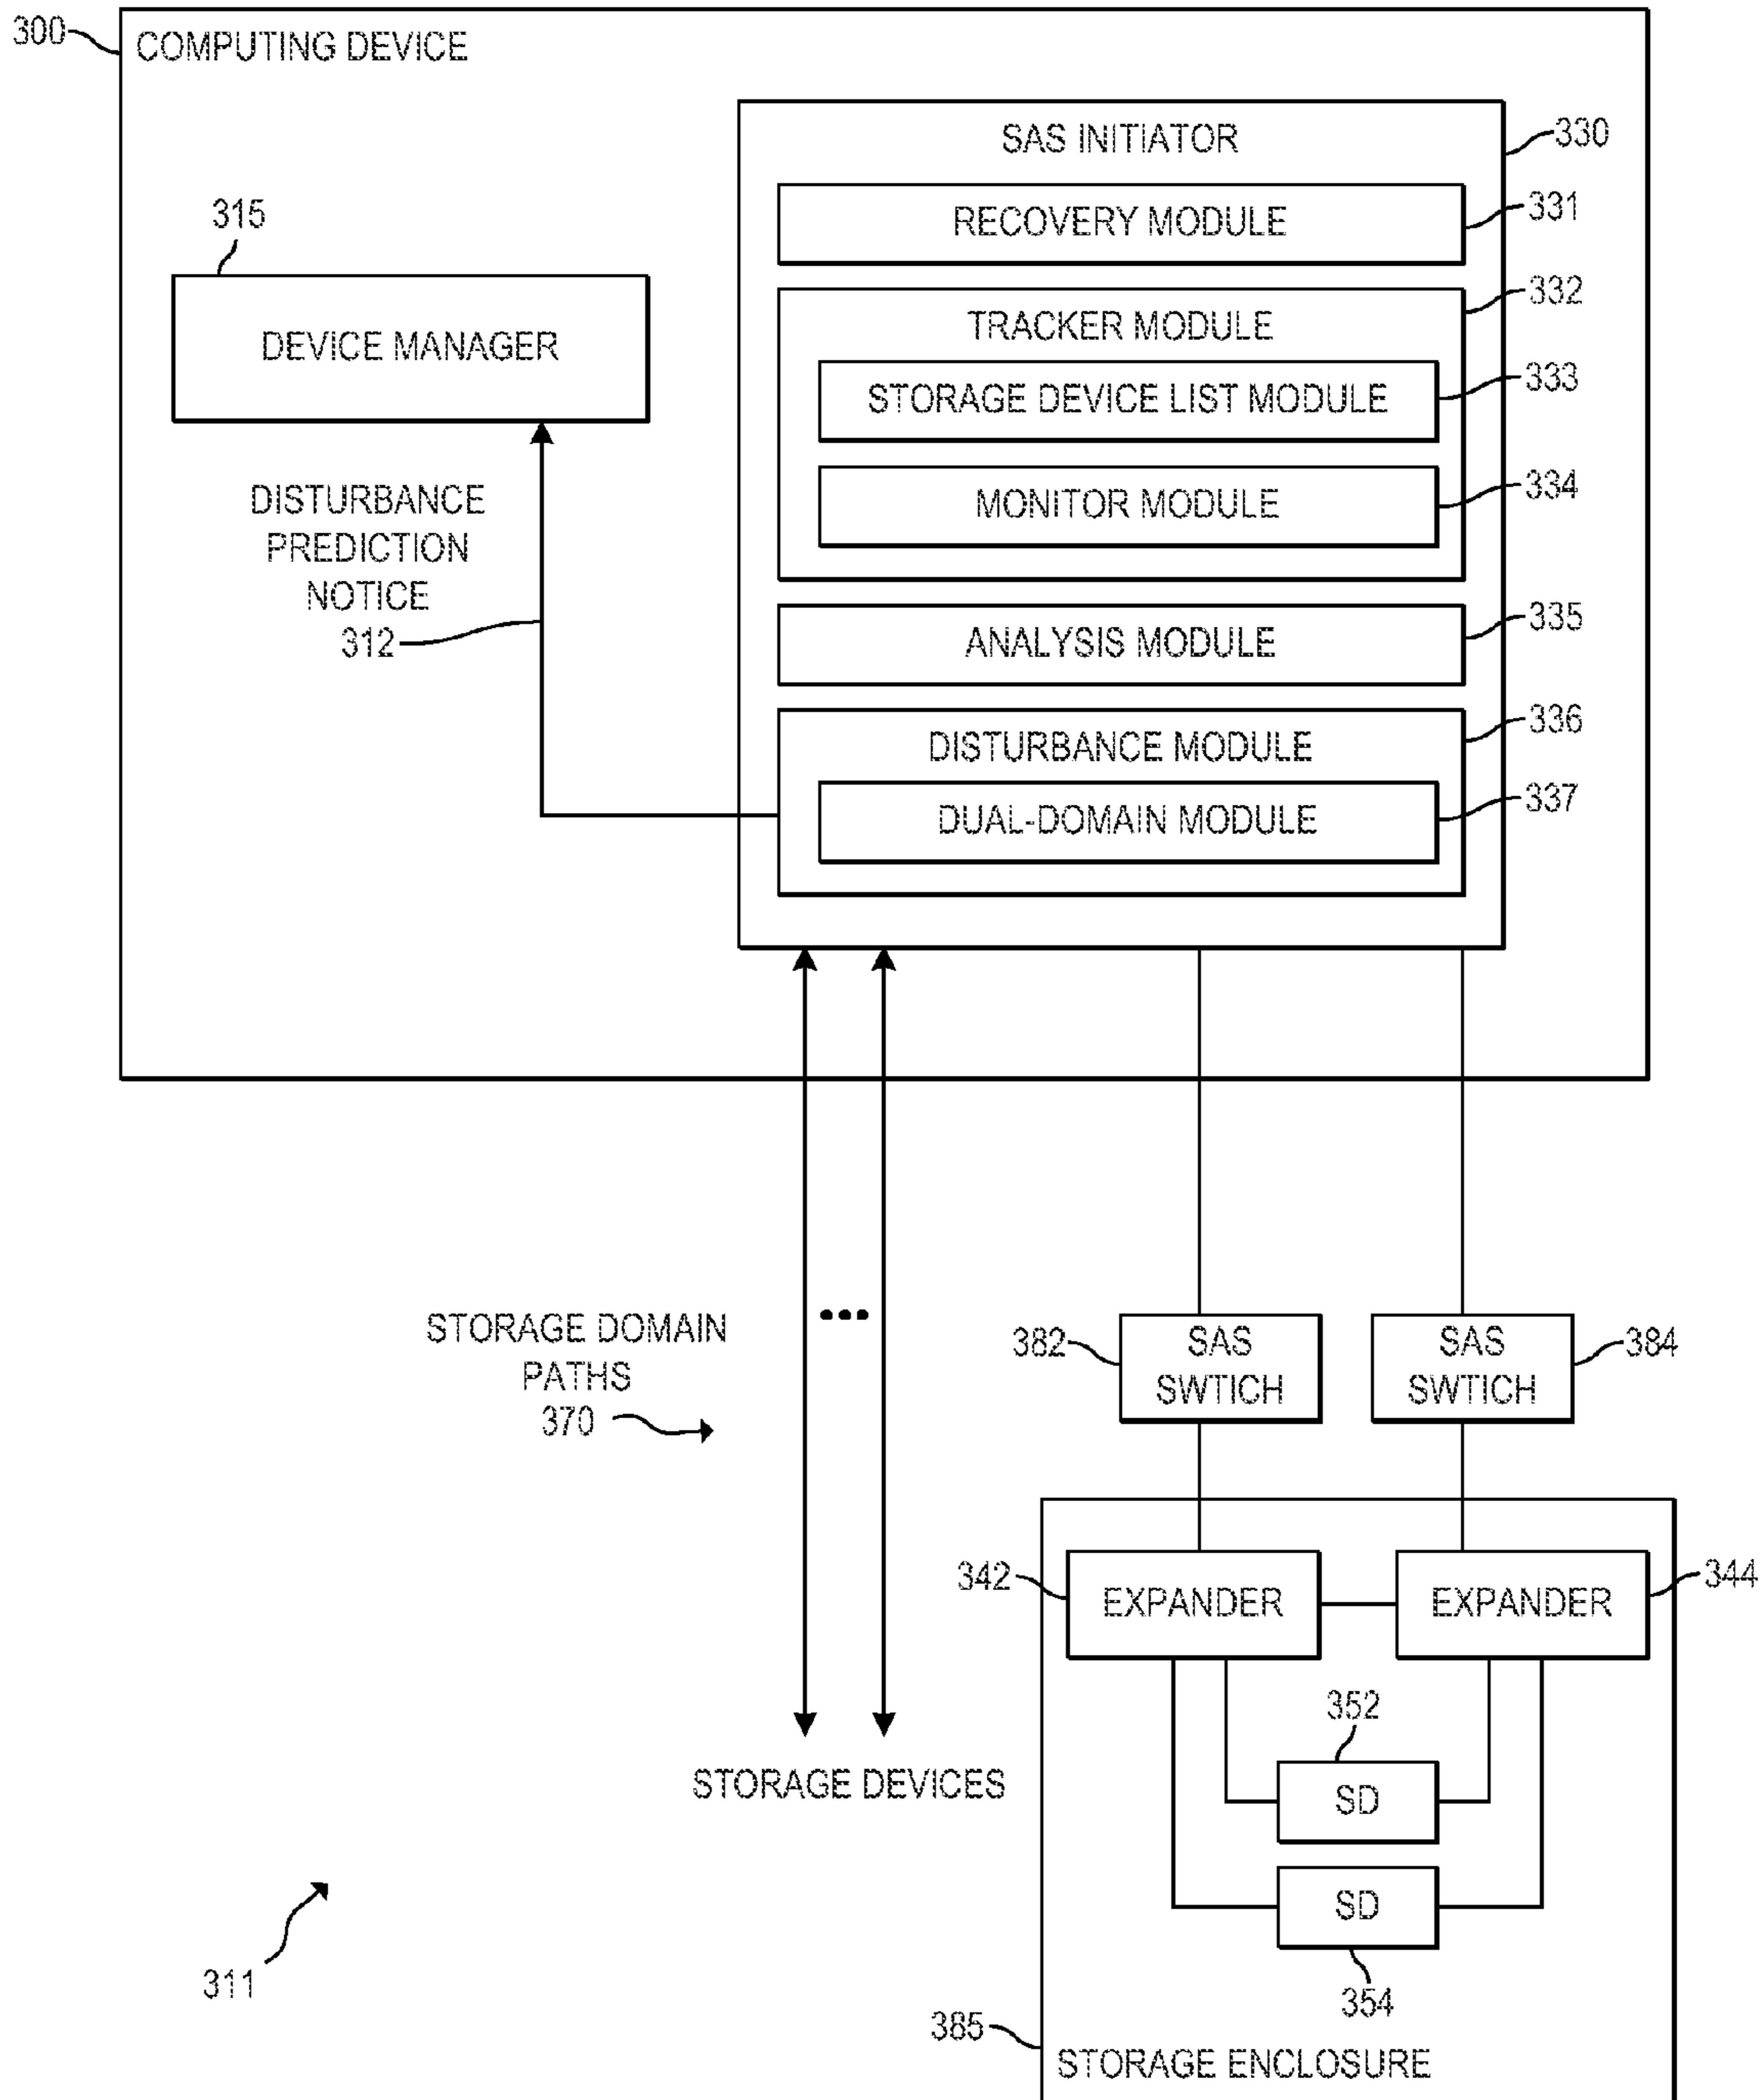 300
COMPUTING DEVICE
SAS INITIATOR
330
RECOVERY MODULE
331
315
DEVICE MANAGER
TRACKER MODULE
332
STORAGE DEVICE LIST MODULE
333
MONITOR MODULE
334
DISTURBANCE
PREDICTION
NOTICE
312
ANALYSIS MODULE
335
DISTURBANCE MODULE
336
DUAL-DOMAIN MODULE
337
STORAGE DOMAIN
PATHS
370
STORAGE DEVICES
382
SAS
SWTICH
SAS
SWTICH
384
342
EXPANDER
EXPANDER
344
352
SD
SD
354
385
STORAGE ENCLOSURE
311